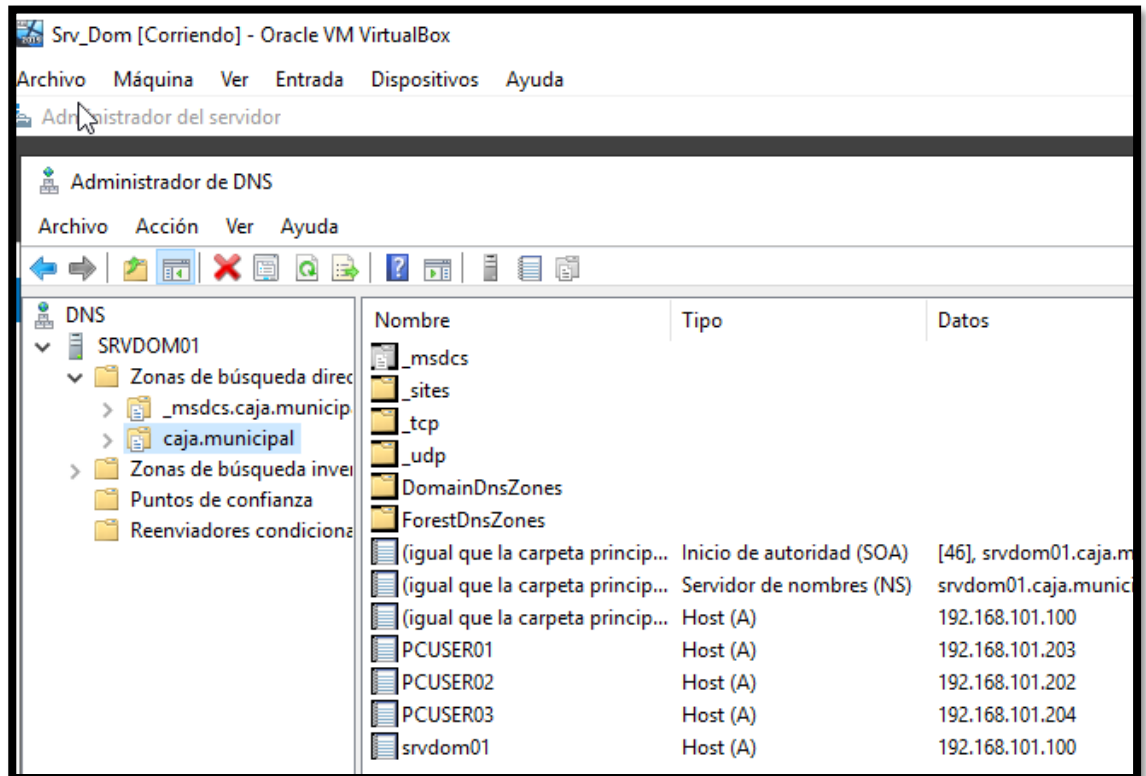 Srv_Dom [Corriendo] - Oracle VM VirtualBox
Archivo Máquina Ver Entrada Dispositivos Ayuda
Administrador del servidor
Administrador de DNS
Archivo Acción Ver Ayuda
DNS
SRVDOM01
Zonas de búsqueda direc
_msdcs.caja.municip
caja.municipal
Zonas de búsqueda inver
Puntos de confianza
Reenviadores condiciona
Nombre Tipo Datos
_msdcs
_sites
_tcp
_udp
DomainDnsZones
ForestDnsZones
(igual que la carpeta princip... Inicio de autoridad (SOA) [46], srvdom01.caja.m
(igual que la carpeta princip... Servidor de nombres (NS) srvdom01.caja.munici
(igual que la carpeta princip... Host (A) 192.168.101.100
PCUSER01 Host (A) 192.168.101.203
PCUSER02 Host (A) 192.168.101.202
PCUSER03 Host (A) 192.168.101.204
srvdom01 Host (A) 192.168.101.100